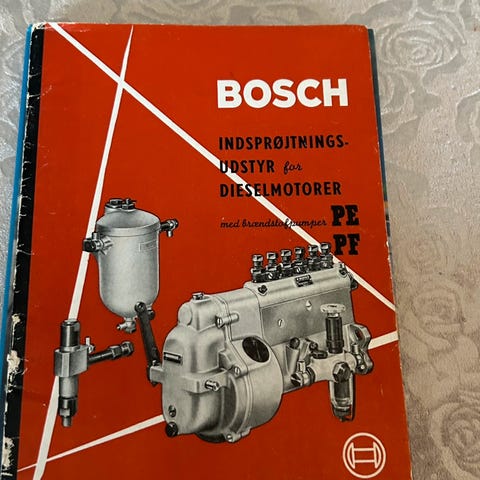 BOSCH
INDSPRØJTNINGS-
UDSTYR for
DIESELMOTORER
med brændstofpumper PE
PF